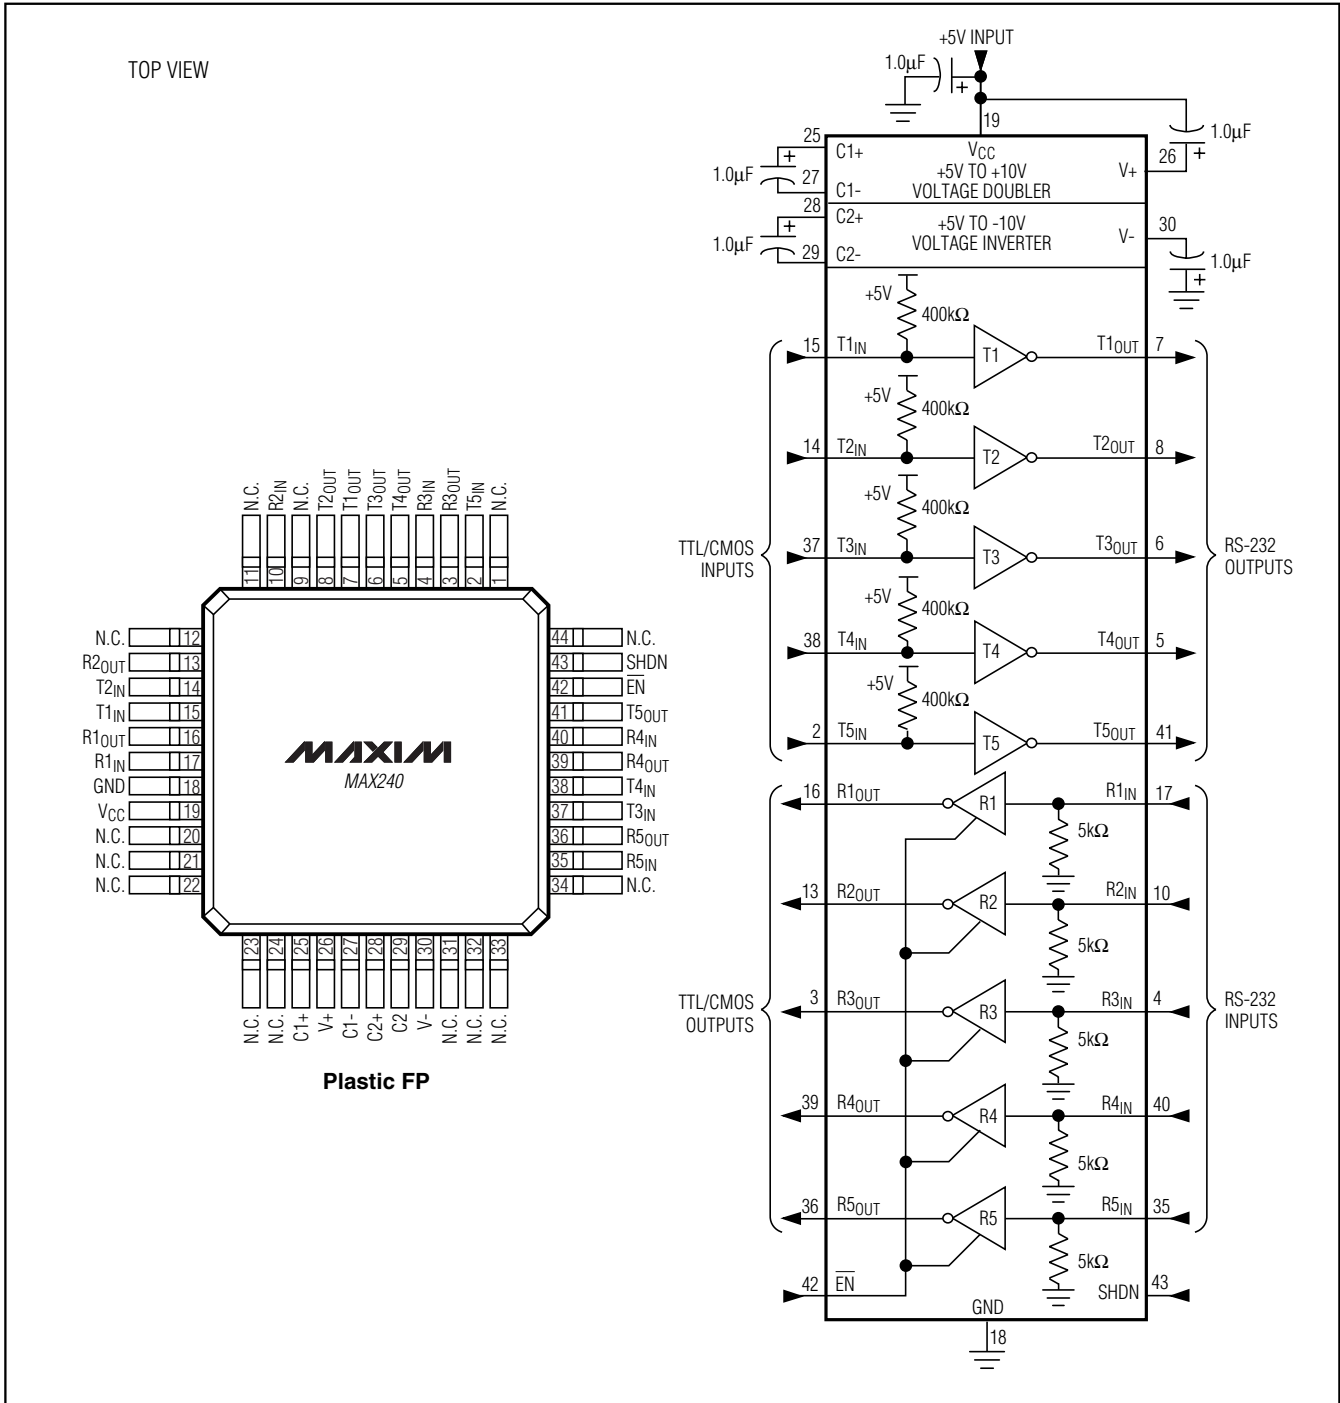 TOP VIEW
N.C.
R2IN
N.C.
T2OUT
T1OUT
T3OUT
T4OUT
R3IN
R3OUT
T5IN
N.C.
11
10
9
8
7
6
5
4
3
2
1
N.C. 12
R2OUT 13
T2IN 14
T1IN 15
R1OUT 16
R1IN 17
GND 18
VCC 19
N.C. 20
N.C. 21
N.C. 22
MAXIM
MAX240
44 N.C.
43 SHDN
42 E̅N̅
41 T5OUT
40 R4IN
39 R4OUT
38 T4IN
37 T3IN
36 R5OUT
35 R5IN
34 N.C.
23
24
25
26
27
28
29
30
31
32
33
N.C.
N.C.
C1+
V+
C1-
C2+
C2
V-
N.C.
N.C.
N.C.
Plastic FP
+5V INPUT
1.0µF
+
19
1.0µF
+
25
C1+
VCC
+5V TO +10V
VOLTAGE DOUBLER
V+
26
1.0µF
+
27
C1-
28
C2+
+5V TO -10V
VOLTAGE INVERTER
V-
30
1.0µF
+
29
C2-
1.0µF
+
+5V
400kΩ
15 T1IN T1 T1OUT 7
+5V
400kΩ
14 T2IN T2 T2OUT 8
+5V
400kΩ
TTL/CMOS
INPUTS
37 T3IN T3 T3OUT 6
RS-232
OUTPUTS
+5V
400kΩ
38 T4IN T4 T4OUT 5
+5V
400kΩ
2 T5IN T5 T5OUT 41
16 R1OUT R1 R1IN 17
5kΩ
13 R2OUT R2 R2IN 10
5kΩ
TTL/CMOS
OUTPUTS
3 R3OUT R3 R3IN 4
RS-232
INPUTS
5kΩ
39 R4OUT R4 R4IN 40
5kΩ
36 R5OUT R5 R5IN 35
5kΩ
42 E̅N̅
SHDN 43
GND
18